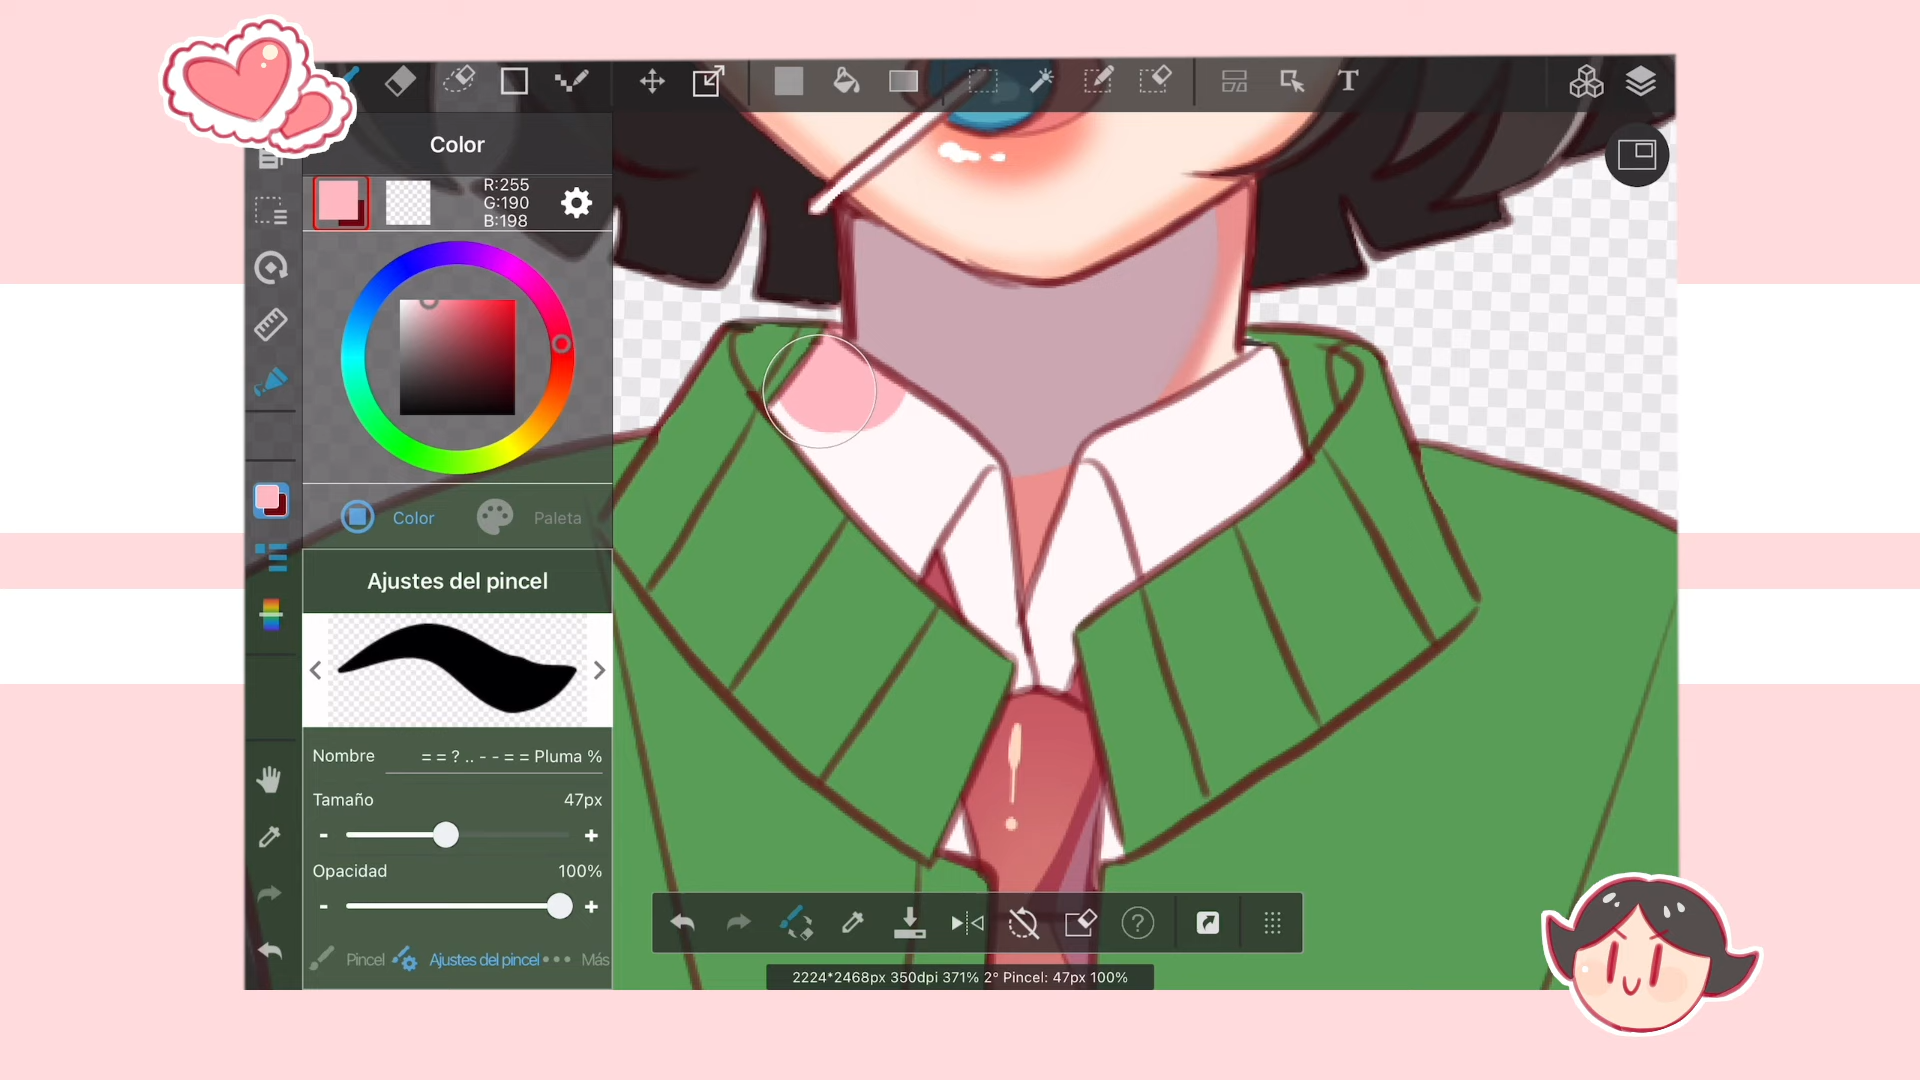 T
Color
R:255
G:190
B:198
Color
Paleta
Ajustes del pincel
Nombre
= = ? .. - - = = Pluma %
Tamaño
47px
-
+
Opacidad
100%
-
+
Pincel
Ajustes del pincel
Más
?
2224*2468px 350dpi 371% 2° Pincel: 47px 100%